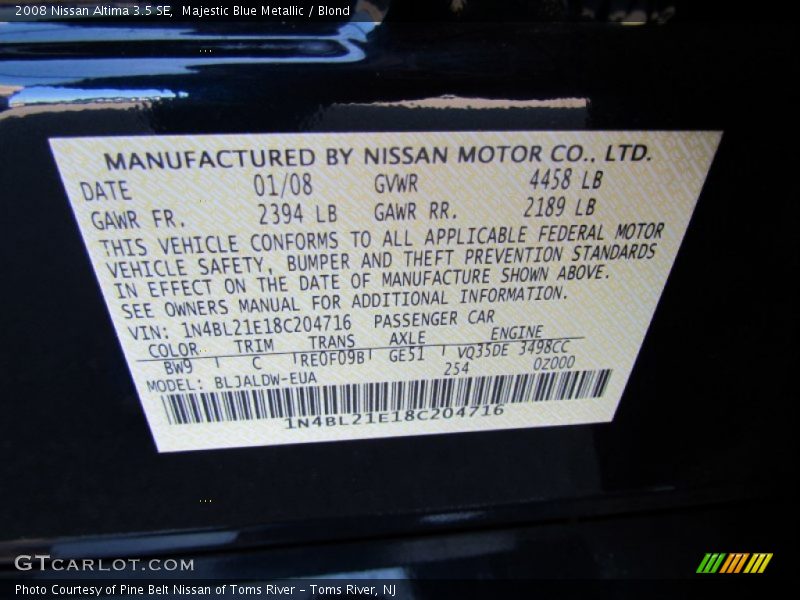 2008 Nissan Altima 3.5 SE,  Majestic Blue Metallic / Blond
MANUFACTURED BY NISSAN MOTOR CO., LTD.
DATE 01/08 GVWR 4458 LB
GAWR FR. 2394 LB GAWR RR. 2189 LB
THIS VEHICLE CONFORMS TO ALL APPLICABLE FEDERAL MOTOR
VEHICLE SAFETY, BUMPER AND THEFT PREVENTION STANDARDS
IN EFFECT ON THE DATE OF MANUFACTURE SHOWN ABOVE.
SEE OWNERS MANUAL FOR ADDITIONAL INFORMATION.
VIN: 1N4BL21E18C204716 PASSENGER CAR
COLOR TRIM TRANS AXLE ENGINE
BW9 C RE0F09B GE51 VQ35DE 3498CC
254 0Z000
MODEL: BLJALDW-EUA
1N4BL21E18C204716
GTCARLOT.COM
Photo Courtesy of Pine Belt Nissan of Toms River – Toms River, NJ